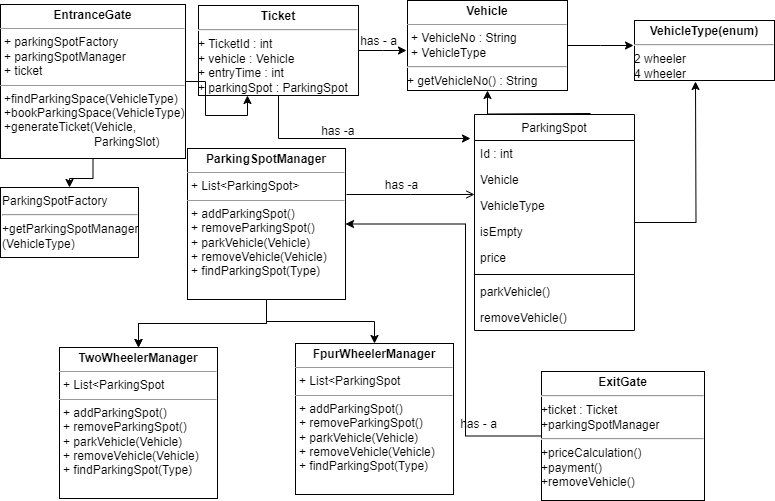 EntranceGate
+ parkingSpotFactory
+ parkingSpotManager
+ ticket
+findParkingSpace(VehicleType)
+bookParkingSpace(VehicleType)
+generateTicket(Vehicle,
ParkingSlot)
Ticket
+ TicketId : int
+ vehicle : Vehicle
+ entryTime : int
+ parkingSpot : ParkingSpot
has - a
Vehicle
+ VehicleNo : String
+ VehicleType
+ getVehicleNo() : String
VehicleType(enum)
2 wheeler
4 wheeler
has -a
ParkingSpot
Id : int
Vehicle
VehicleType
isEmpty
price
parkVehicle()
removeVehicle()
ParkingSpotManager
+ List<ParkingSpot>
+ addParkingSpot()
+ removeParkingSpot()
+ parkVehicle(Vehicle)
+ removeVehicle(Vehicle)
+ findParkingSpot(Type)
has -a
ParkingSpotFactory
+getParkingSpotManager
(VehicleType)
TwoWheelerManager
+ List<ParkingSpot
+ addParkingSpot()
+ removeParkingSpot()
+ parkVehicle(Vehicle)
+ removeVehicle(Vehicle)
+ findParkingSpot(Type)
FpurWheelerManager
+ List<ParkingSpot
+ addParkingSpot()
+ removeParkingSpot()
+ parkVehicle(Vehicle)
+ removeVehicle(Vehicle)
+ findParkingSpot(Type)
has - a
ExitGate
+ticket : Ticket
+parkingSpotManager
+priceCalculation()
+payment()
+removeVehicle()